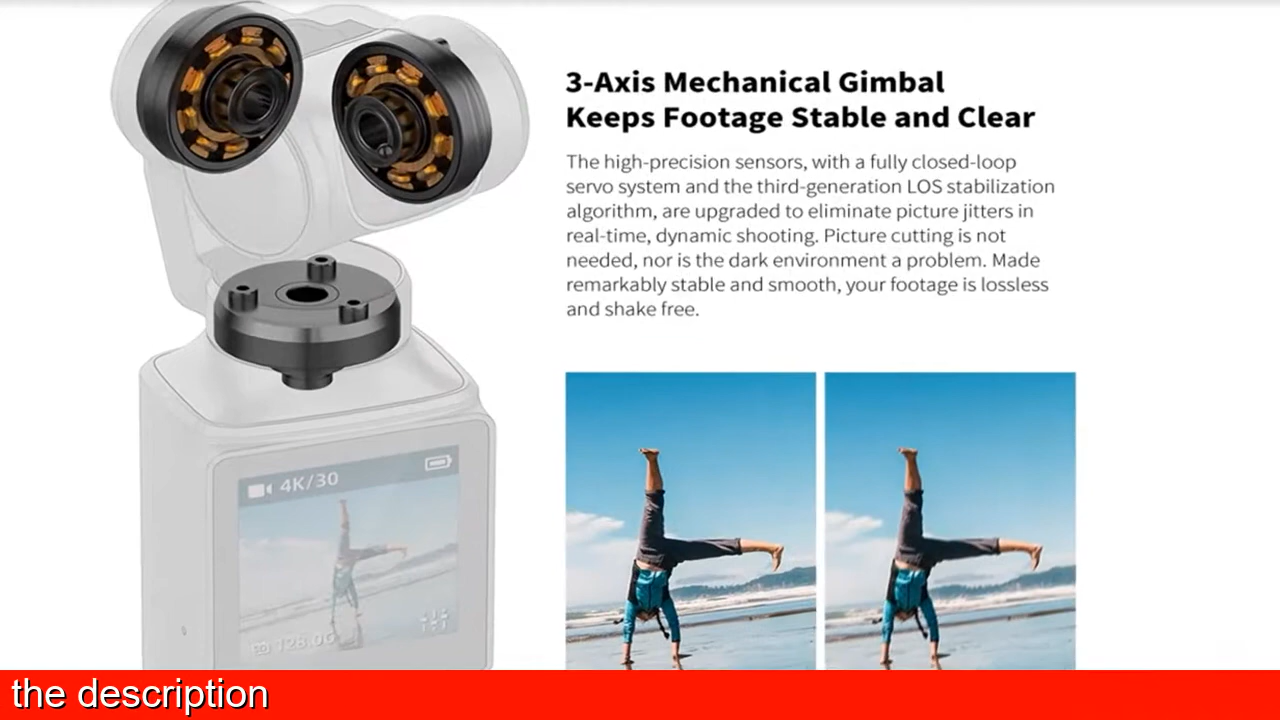 3-Axis Mechanical Gimbal
Keeps Footage Stable and Clear
The high-precision sensors, with a fully closed-loop
servo system and the third-generation LOS stabilization
algorithm, are upgraded to eliminate picture jitters in
real-time, dynamic shooting. Picture cutting is not
needed, nor is the dark environment a problem. Made
remarkably stable and smooth, your footage is lossless
and shake free.
4K/30
128.0G
the description